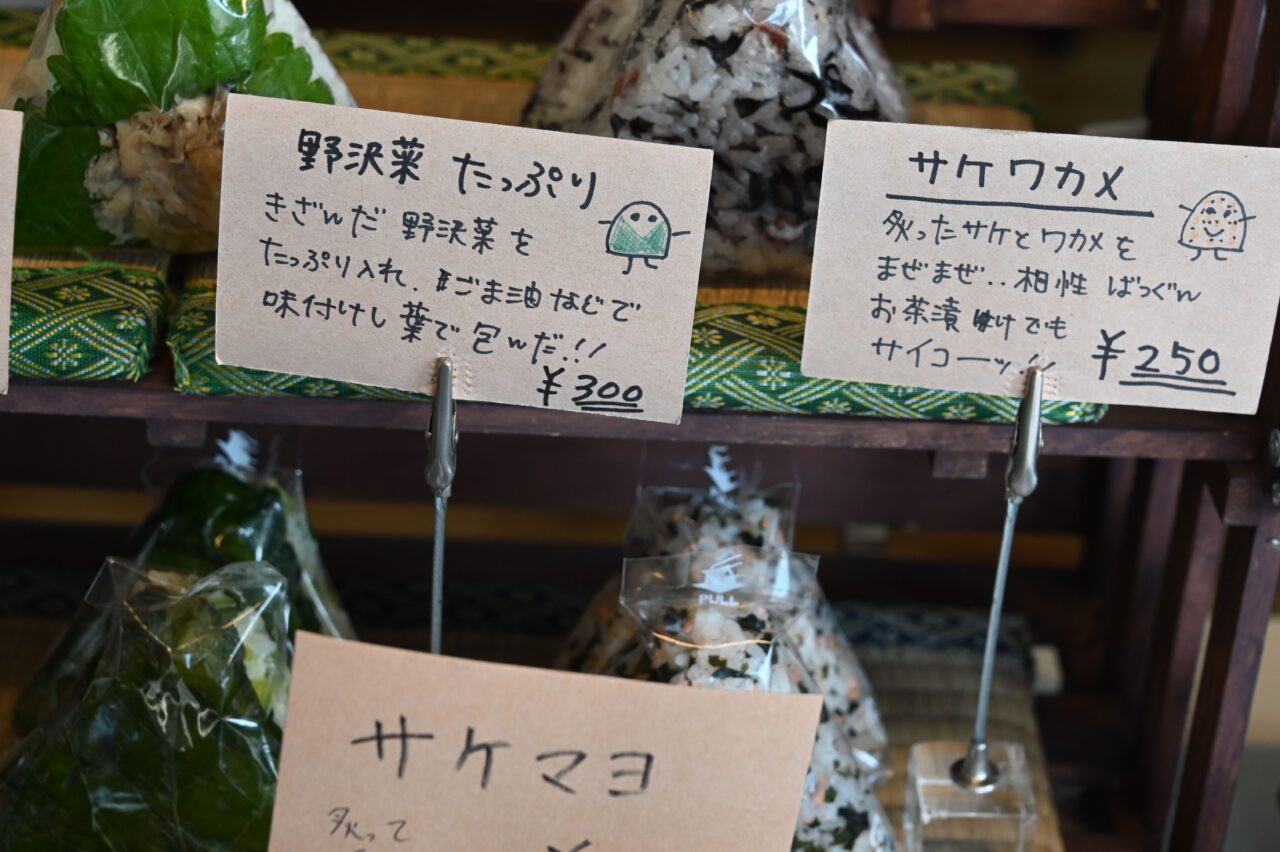 野沢菜 たっぷり
きざんだ 野沢菜を
たっぷり入れ、ごま油などで
味付けし 葉で包んだ!!
¥300
サケワカメ
炙ったサケとワカメを
まぜまぜ‥相性 ばつぐん
お茶漬けでも
サイコーッ!!
¥250
PULL
サケマヨ
炙って
¥